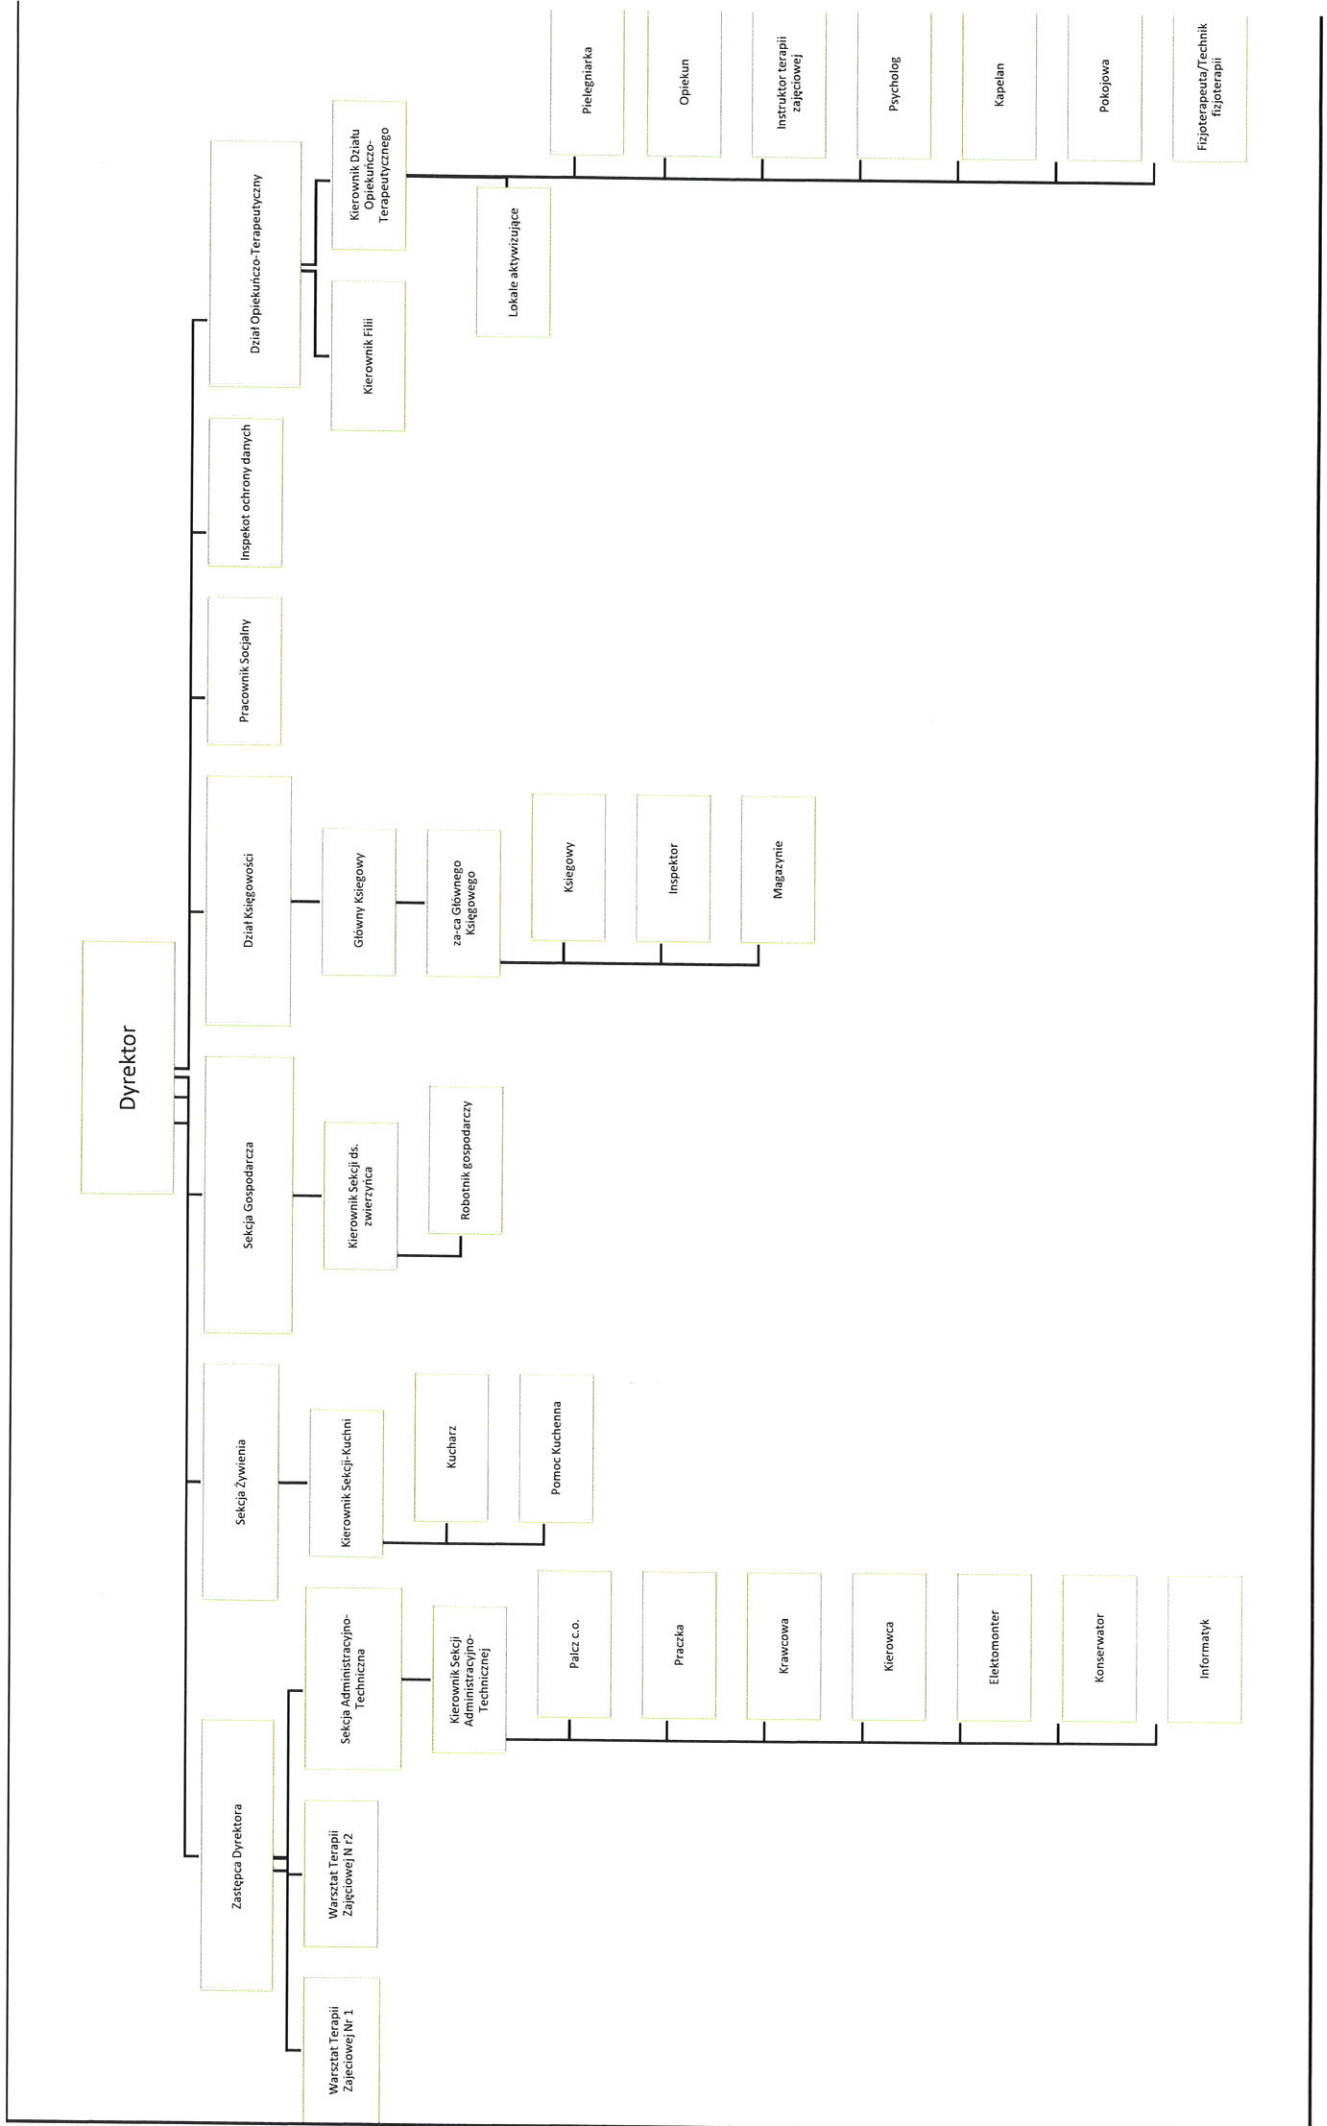 Dyrektor
Zastępca Dyrektora
Sekcja Żywienia
Sekcja Gospodarcza
Dział Księgowości
Pracownik Socjalny
Inspekot ochrony danych
Dział Opiekuńczo-Terapeutyczny
Warsztat Terapii
Zajeciowej Nr 1
Warsztat Terapii
Zajęciowej N r2
Sekcja Administracyjno-
Techniczna
Kierownik Sekcji
Administracyjno-
Technicznej
Palcz c.o.
Praczka
Krawcowa
Kierowca
Elektomonter
Konserwator
Informatyk
Kierownik Sekcji-Kuchni
Kucharz
Pomoc Kuchenna
Kierownik Sekcji ds.
zwierzyńca
Robotnik gospodarczy
Główny Ksiegowy
za-ca Głównego
Księgowego
Ksiegowy
Inspektor
Magazynie
Kierownik Filii
Kierownik Działu
Opiekuńczo-
Terapeutycznego
Lokale aktywizujące
Pielegniarka
Opiekun
Instruktor terapii
zajęciowej
Psycholog
Kapelan
Pokojowa
Fizjoterapeuta/Technik
fizjoterapii